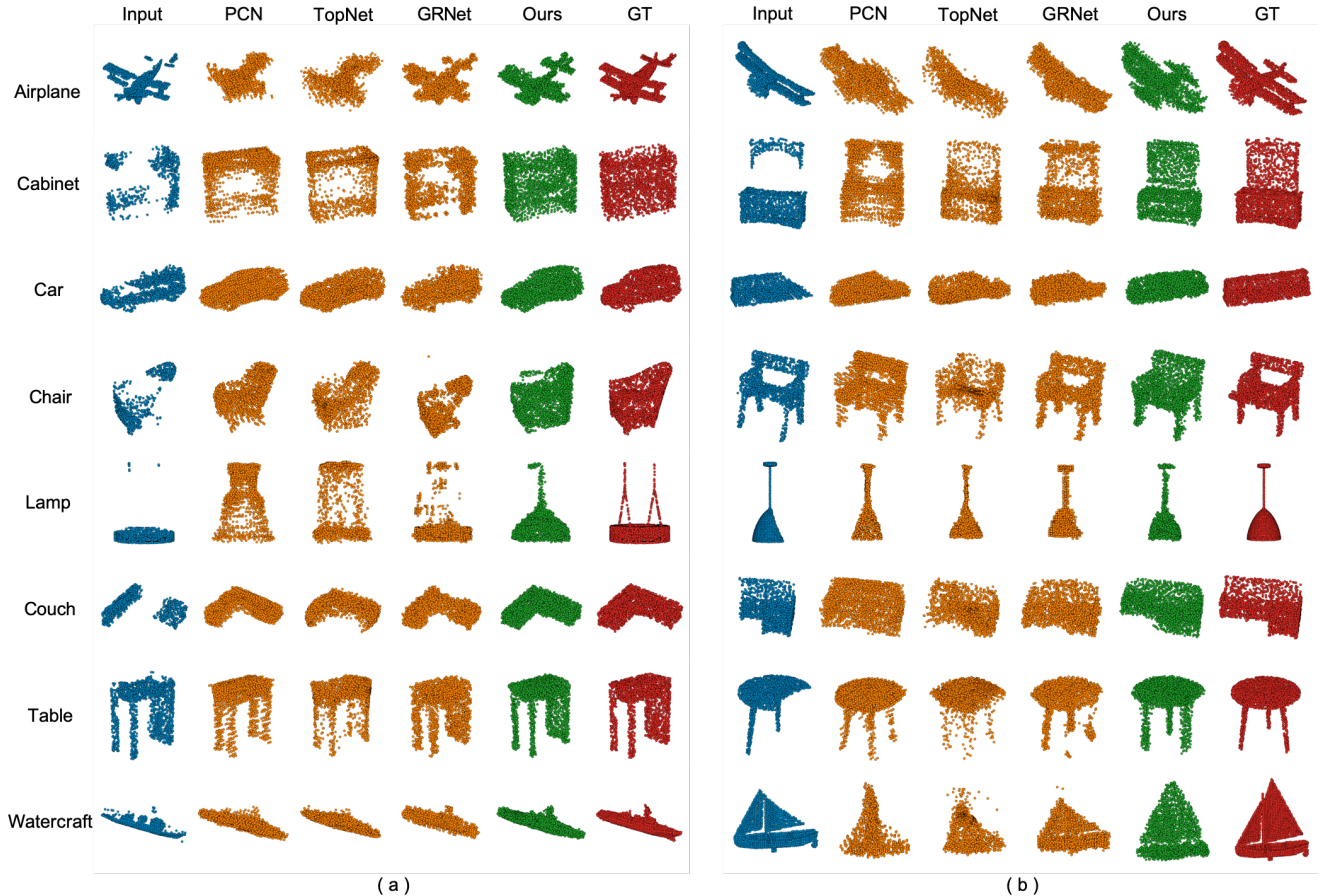 Input PCN TopNet GRNet Ours GT Input PCN TopNet GRNet Ours GT
Airplane
Cabinet
Car
Chair
Lamp
Couch
Table
Watercraft
( a ) ( b )